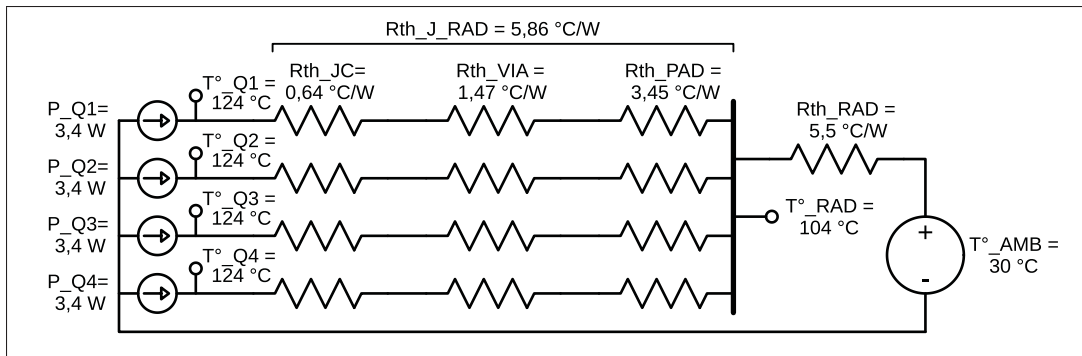 Rth_J_RAD = 5,86 °C/W
Rth_JC=
0,64 °C/W
Rth_VIA =
1,47 °C/W
Rth_PAD =
3,45 °C/W
Rth_RAD =
5,5 °C/W
P_Q1=
3,4 W
T°_Q1 =
124 °C
P_Q2=
3,4 W
T°_Q2 =
124 °C
P_Q3=
3,4 W
T°_Q3 =
124 °C
P_Q4=
3,4 W
T°_Q4 =
124 °C
T°_RAD =
104 °C
+
-
T°_AMB =
30 °C